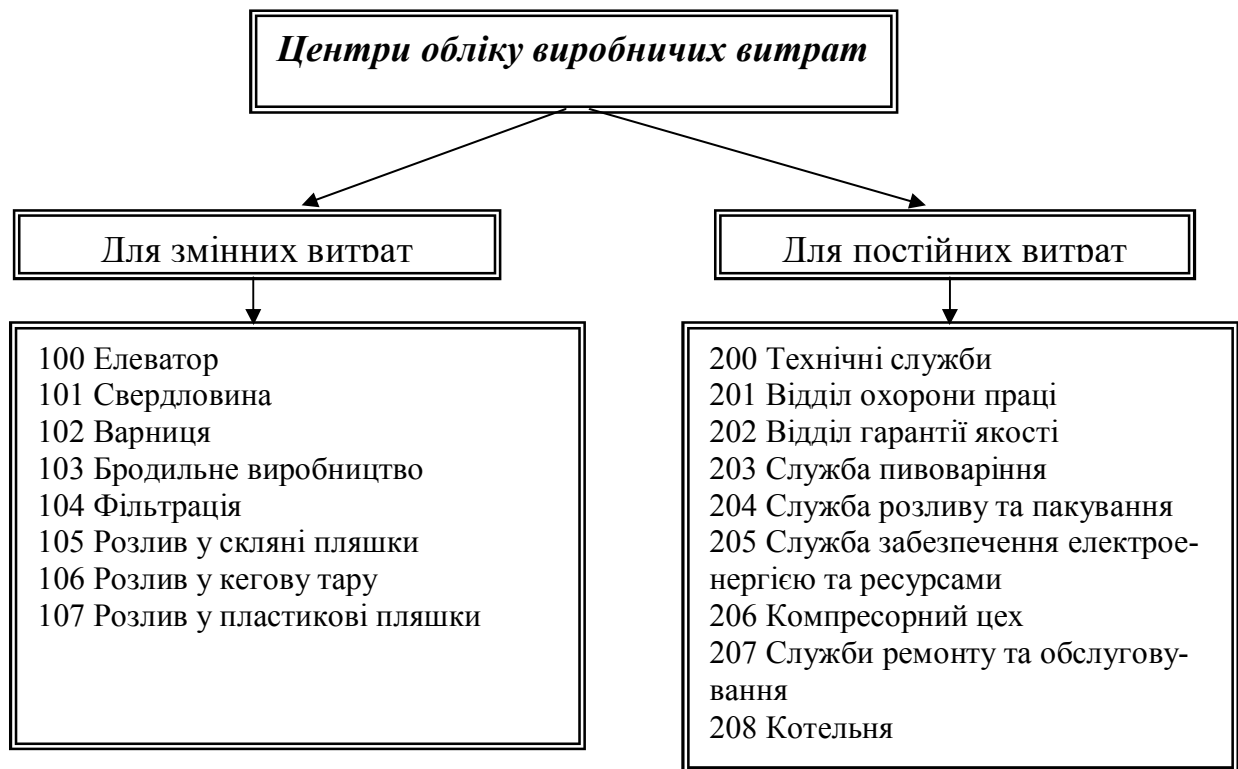 Центри обліку виробничих витрат
Для змінних витрат
Для постійних витрат
100 Елеватор
101 Свердловина
102 Варниця
103 Бродильне виробництво
104 Фільтрація
105 Розлив у скляні пляшки
106 Розлив у кегову тару
107 Розлив у пластикові пляшки
200 Технічні служби
201 Відділ охорони праці
202 Відділ гарантії якості
203 Служба пивоваріння
204 Служба розливу та пакування
205 Служба забезпечення електрое-
нергією та ресурсами
206 Компресорний цех
207 Служби ремонту та обслугову-
вання
208 Котельня